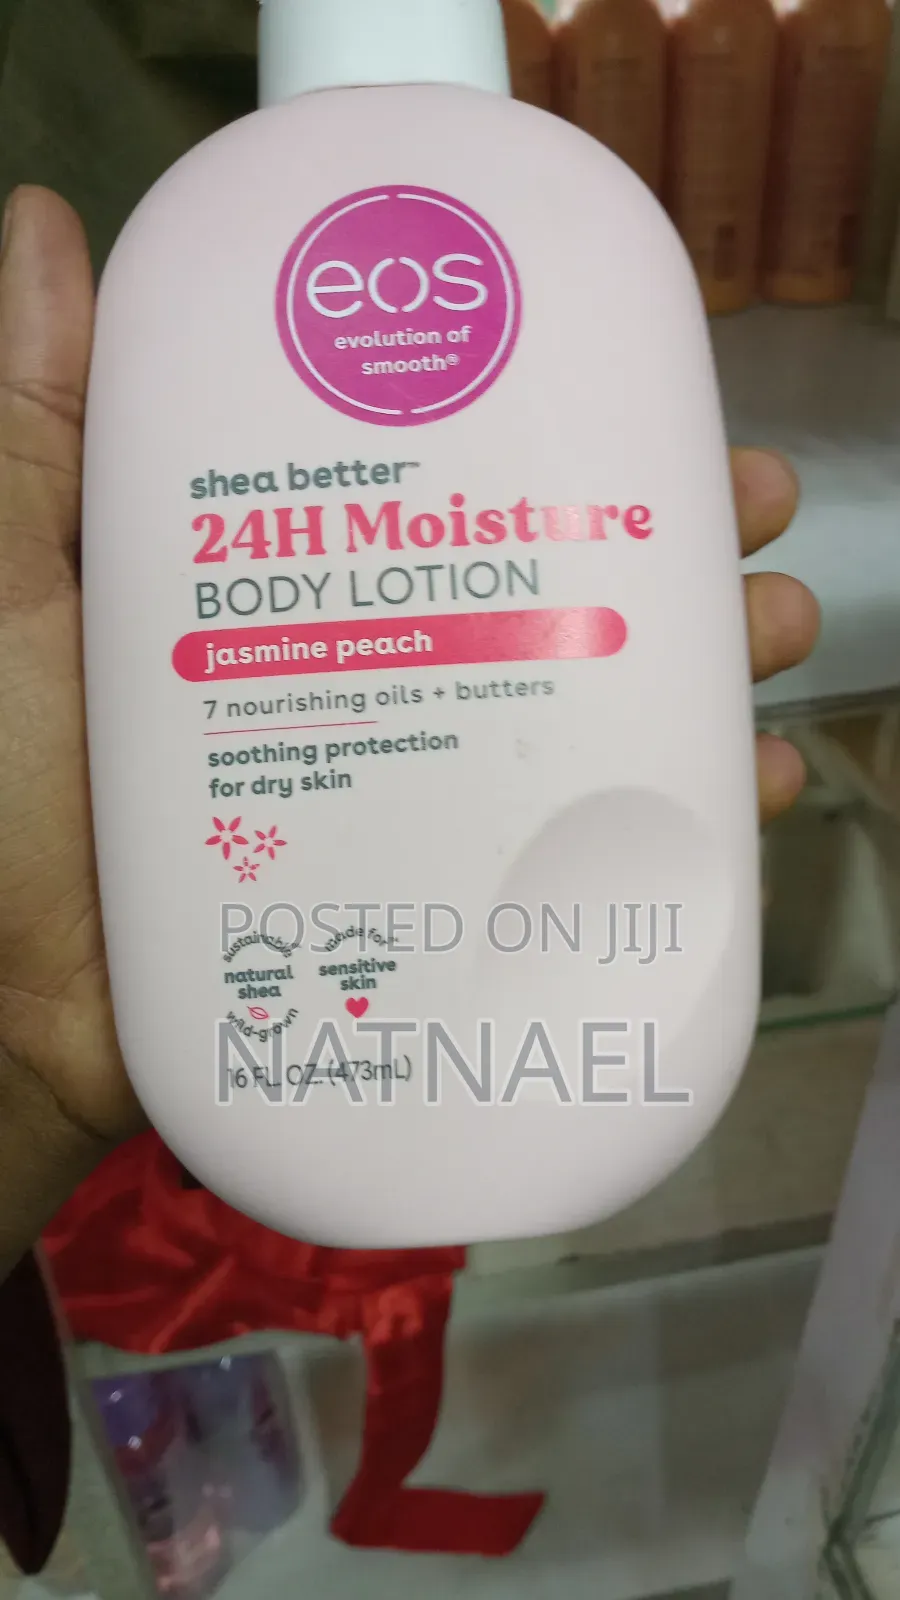 eos
evolution of
smooth®
shea better™
24H Moisture
BODY LOTION
jasmine peach
7 nourishing oils + butters
soothing protection
for dry skin
POSTED ON JIJI
sustainable
natural
shea
wild-grown
made for
sensitive
skin
NATNAEL
16 FL. OZ. (473mL)